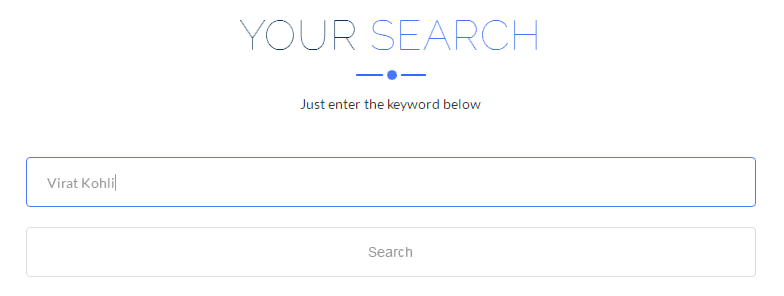 YOUR SEARCH
Just enter the keyword below
Virat Kohli
Search